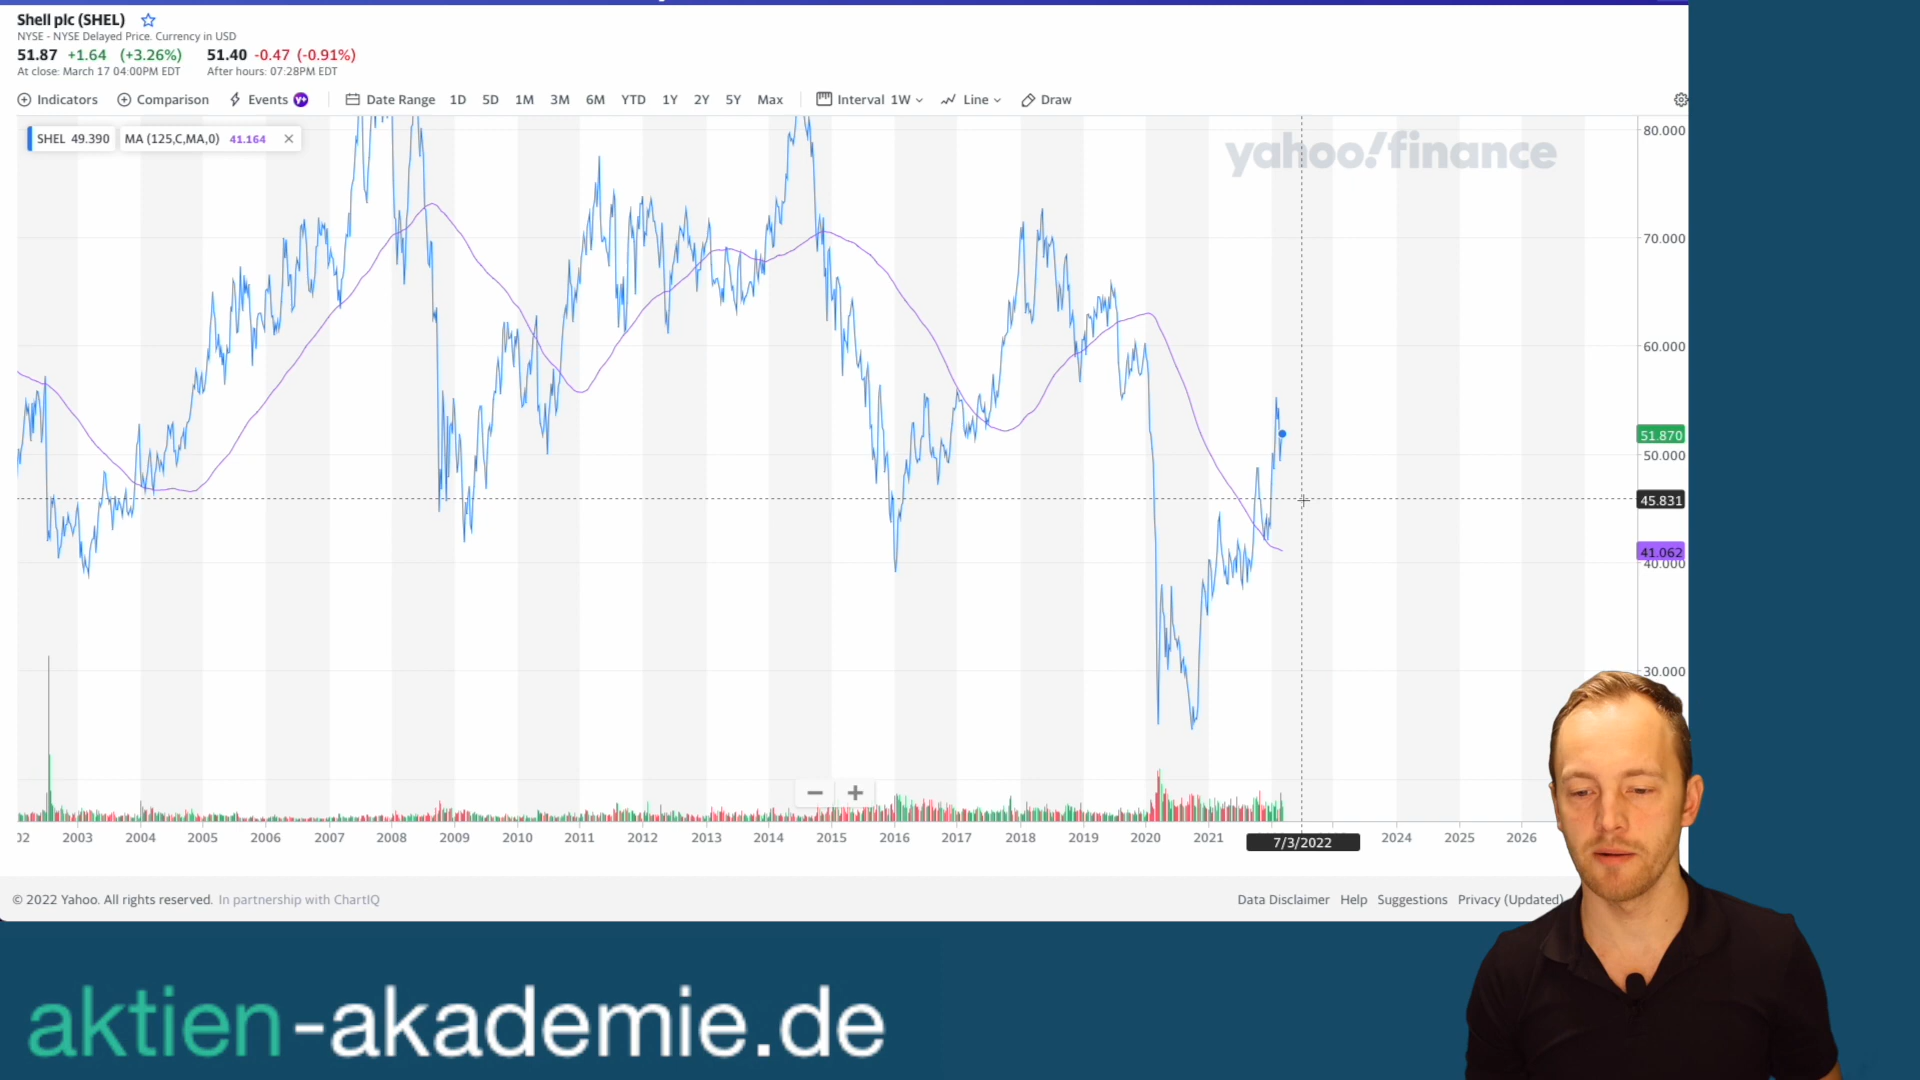 Shell plc (SHEL)
NYSE - NYSE Delayed Price. Currency in USD
51.87 +1.64 (+3.26%) 51.40 -0.47 (-0.91%)
At close: March 17 04:00PM EDT After hours: 07:28PM EDT
Indicators Comparison Events Y+ Date Range 1D 5D 1M 3M 6M YTD 1Y 2Y 5Y Max Interval 1W Line Draw
SHEL 49.390 MA (125,C,MA,0) 41.164
yahoo!finance
80.000
70.000
60.000
51.870
50.000
45.831
41.062
40.000
30.000
02 2003 2004 2005 2006 2007 2008 2009 2010 2011 2012 2013 2014 2015 2016 2017 2018 2019 2020 2021 7/3/2022 2024 2025 2026
© 2022 Yahoo. All rights reserved. In partnership with ChartIQ
Data Disclaimer Help Suggestions Privacy (Updated)
aktien-akademie.de